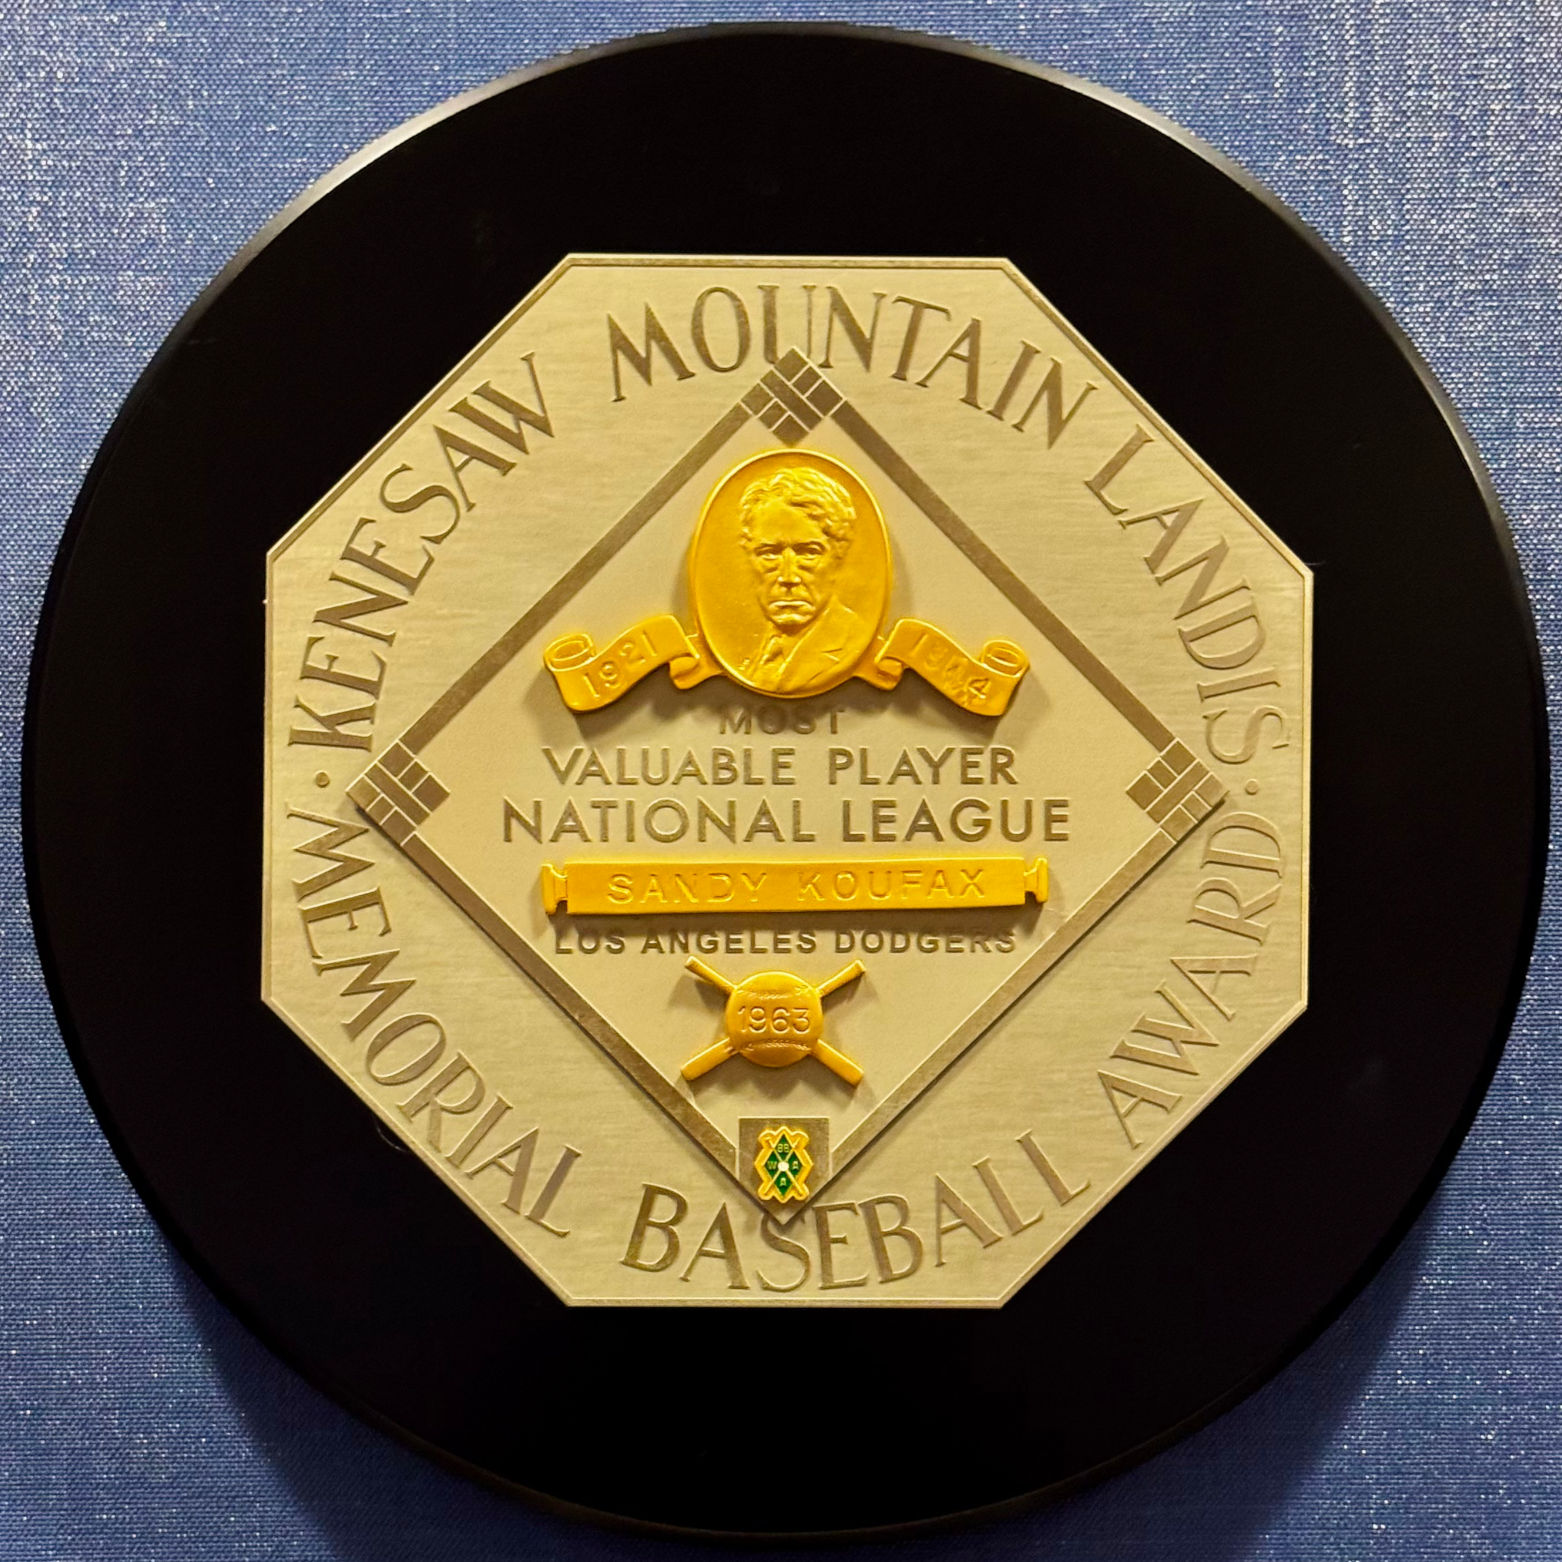 KENESAW MOUNTAIN LANDIS
MEMORIAL BASEBALL AWARD
1921
1944
MOST
VALUABLE PLAYER
NATIONAL LEAGUE
SANDY KOUFAX
LOS ANGELES DODGERS
1963
BB
W A
A